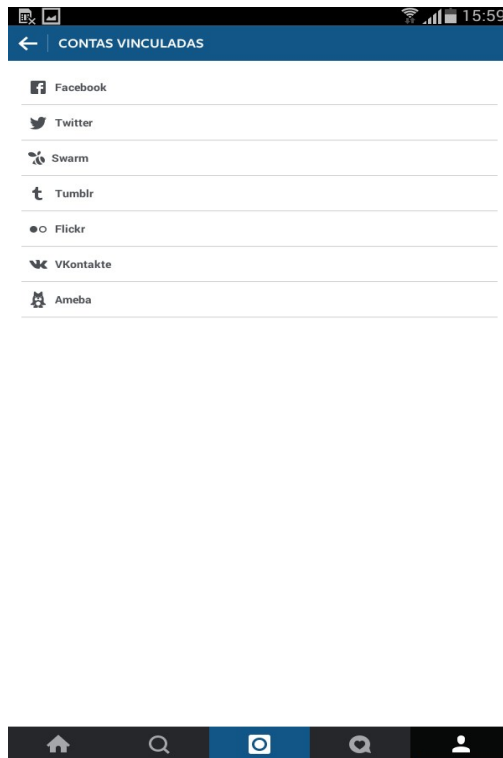 15:59
CONTAS VINCULADAS
Facebook
Twitter
Swarm
Tumblr
Flickr
VKontakte
Ameba